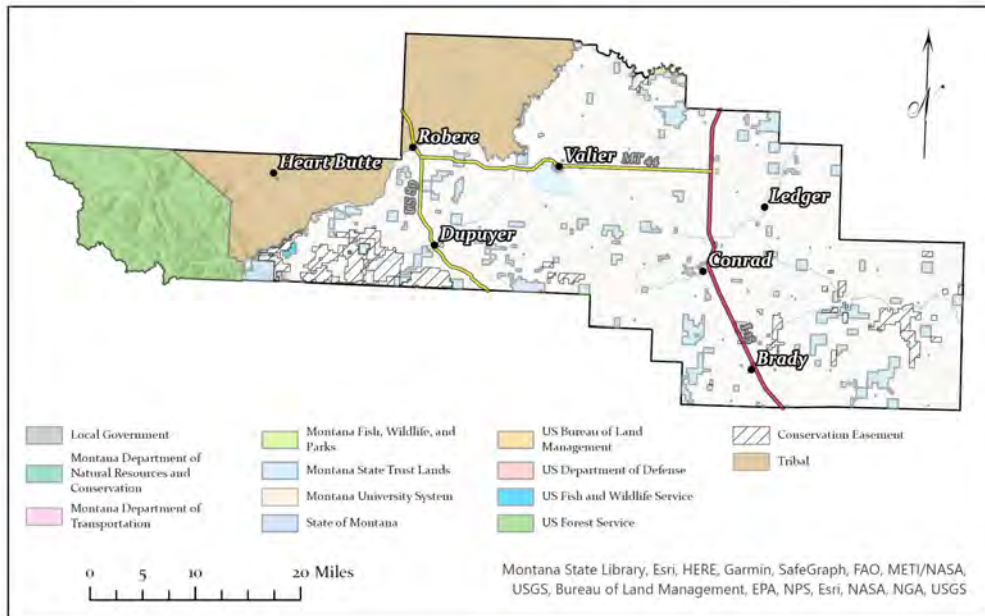 Robere
Heart Butte
Valier
MT 44
Ledger
US 89
Dupuyer
Conrad
I-15
Brady
Local Government
Montana Department of
Natural Resources and
Conservation
Montana Department of
Transportation
Montana Fish, Wildlife, and
Parks
Montana State Trust Lands
Montana University System
State of Montana
US Bureau of Land
Management
US Department of Defense
US Fish and Wildlife Service
US Forest Service
Conservation Easement
Tribal
0 5 10 20 Miles
Montana State Library, Esri, HERE, Garmin, SafeGraph, FAO, METI/NASA,
USGS, Bureau of Land Management, EPA, NPS, Esri, NASA, NGA, USGS